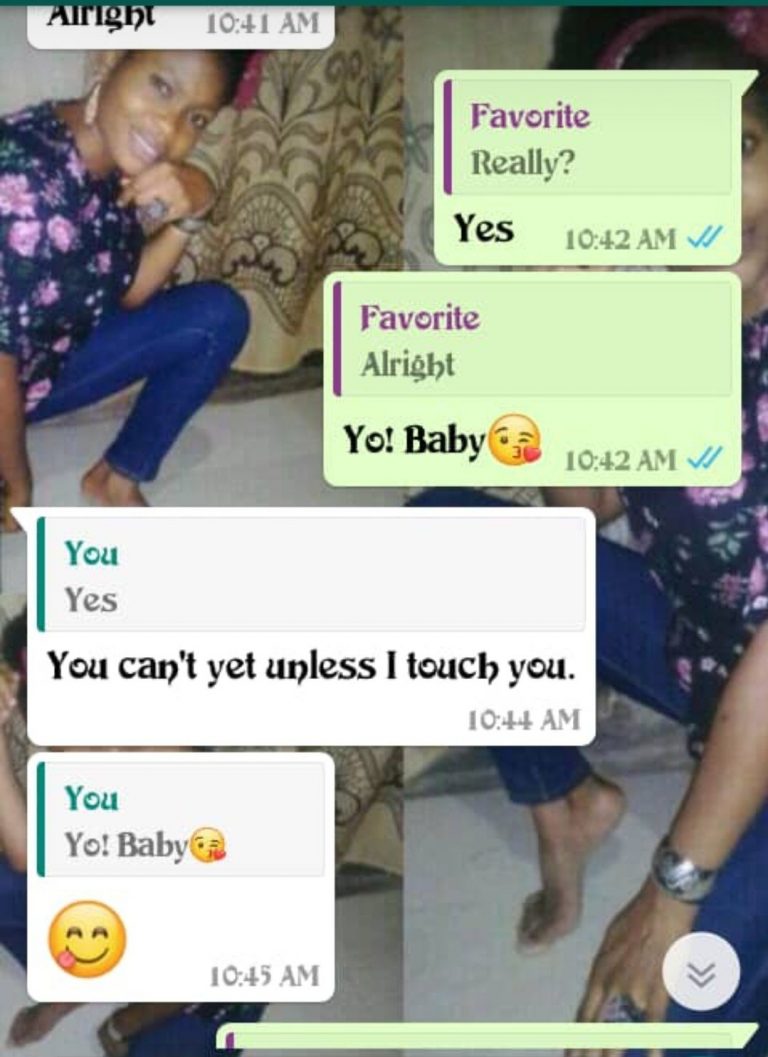 Alright 10:41 AM
Favorite
Really?
Yes 10:42 AM
Favorite
Alright
Yo! Baby😘 10:42 AM
You
Yes
You can't yet unless I touch you.
10:44 AM
You
Yo! Baby😘
😋
10:45 AM